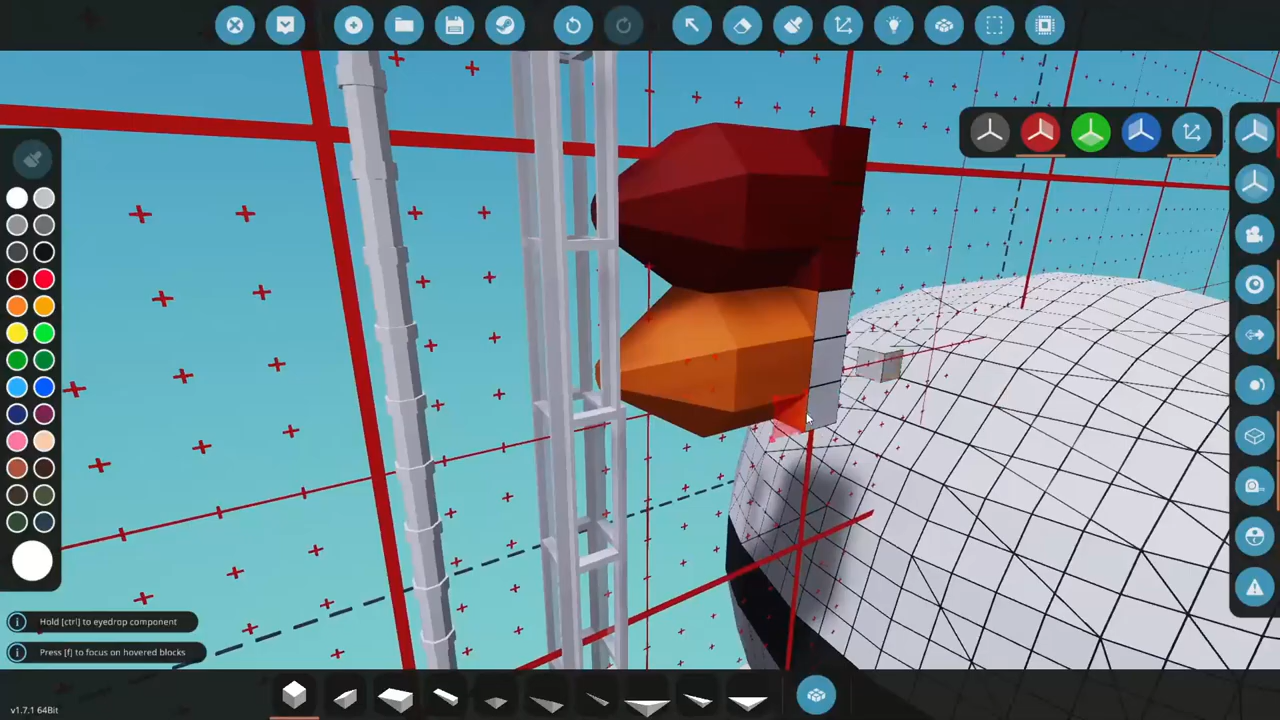 Hold [ctrl] to eyedrop component
Press [f] to focus on hovered blocks
v1.7.1 64Bit